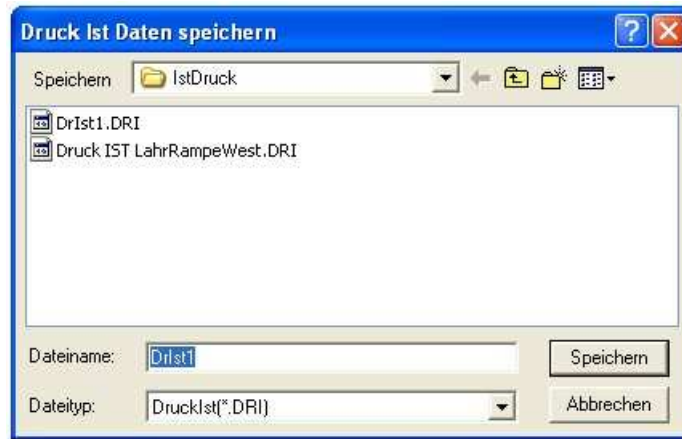 Druck Ist Daten speichern
Speichern IstDruck
DrIst1.DRI
Druck IST LahrRampeWest.DRI
Dateiname: DrIst1 Speichern
Dateityp: DruckIst(*.DRI) Abbrechen